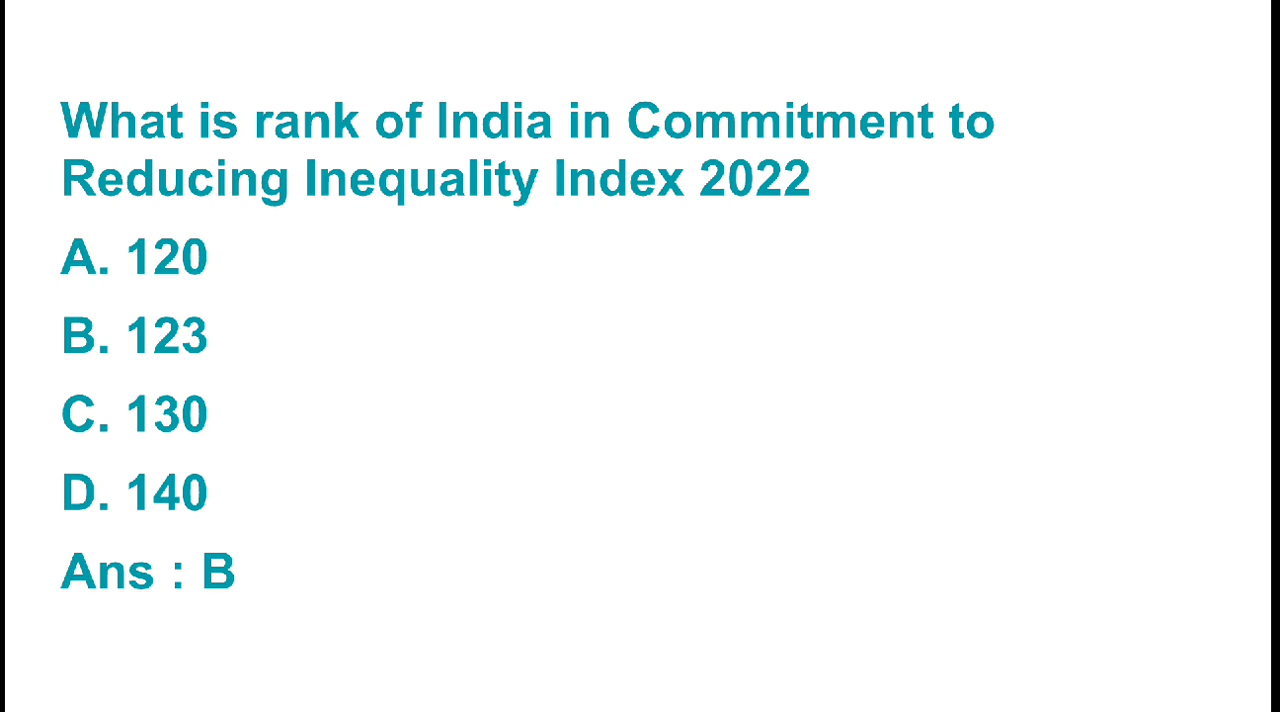 What is rank of India in Commitment to
Reducing Inequality Index 2022
A. 120
B. 123
C. 130
D. 140
Ans : B